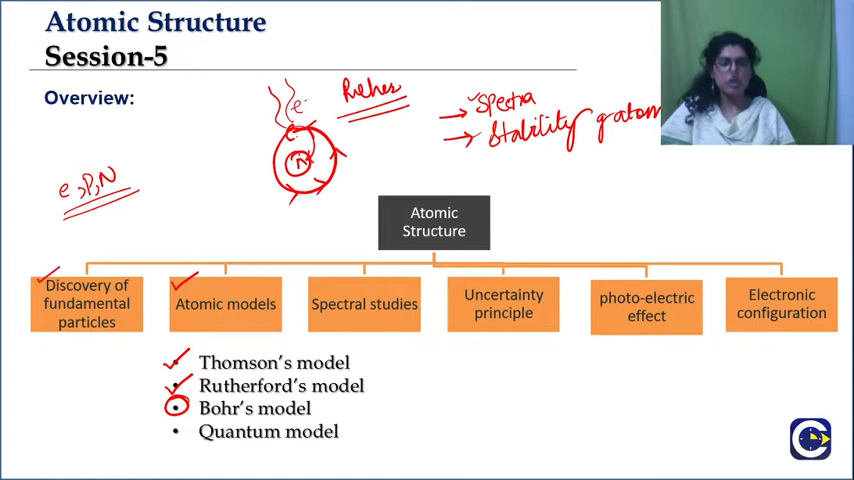 Atomic Structure
Session-5
Overview:
e⁻
→ Spectra
→ Stability of atom
e
N
e, P, N
Atomic
Structure
Discovery of
fundamental
particles
Atomic models
Spectral studies
Uncertainty
principle
photo-electric
effect
Electronic
configuration
• Thomson's model
• Rutherford's model
• Bohr's model
• Quantum model